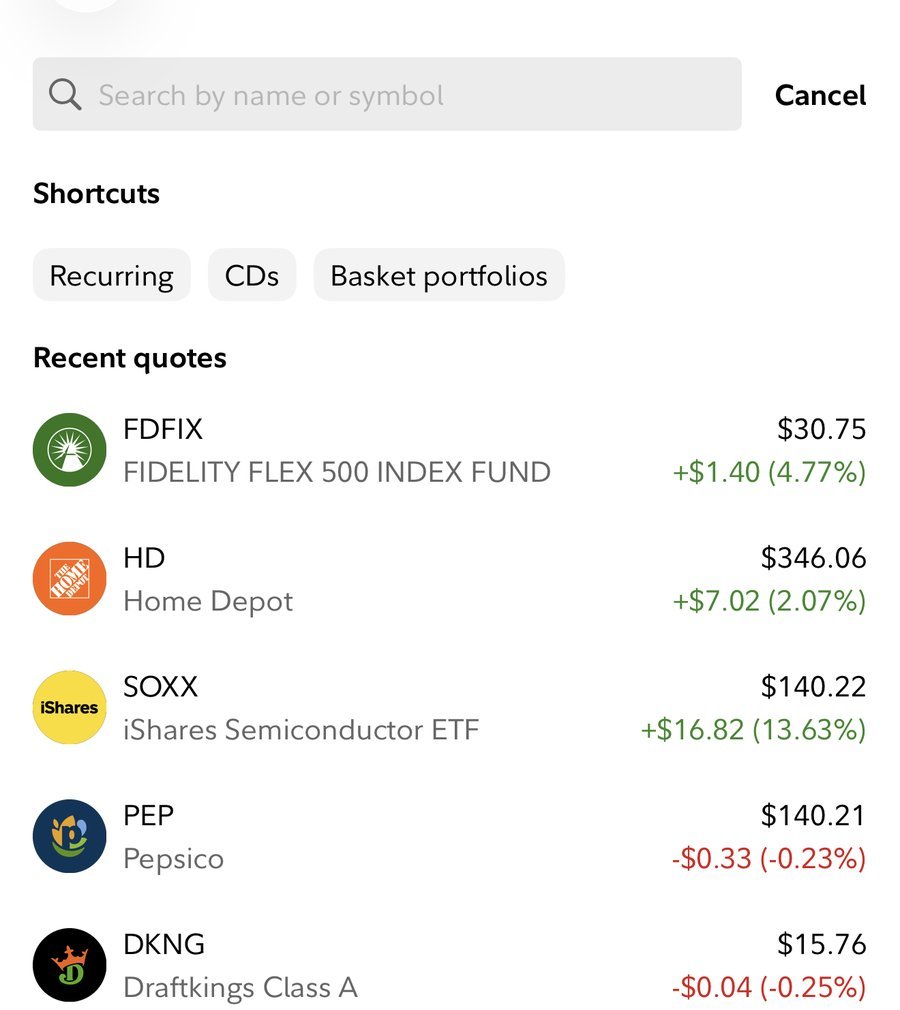 Search by name or symbol
Cancel
Shortcuts
Recurring
CDs
Basket portfolios
Recent quotes
FDFIX
$30.75
FIDELITY FLEX 500 INDEX FUND
+$1.40 (4.77%)
THE HOME DEPOT
HD
$346.06
Home Depot
+$7.02 (2.07%)
iShares
SOXX
$140.22
iShares Semiconductor ETF
+$16.82 (13.63%)
p
PEP
$140.21
Pepsico
-$0.33 (-0.23%)
D
DKNG
$15.76
Draftkings Class A
-$0.04 (-0.25%)